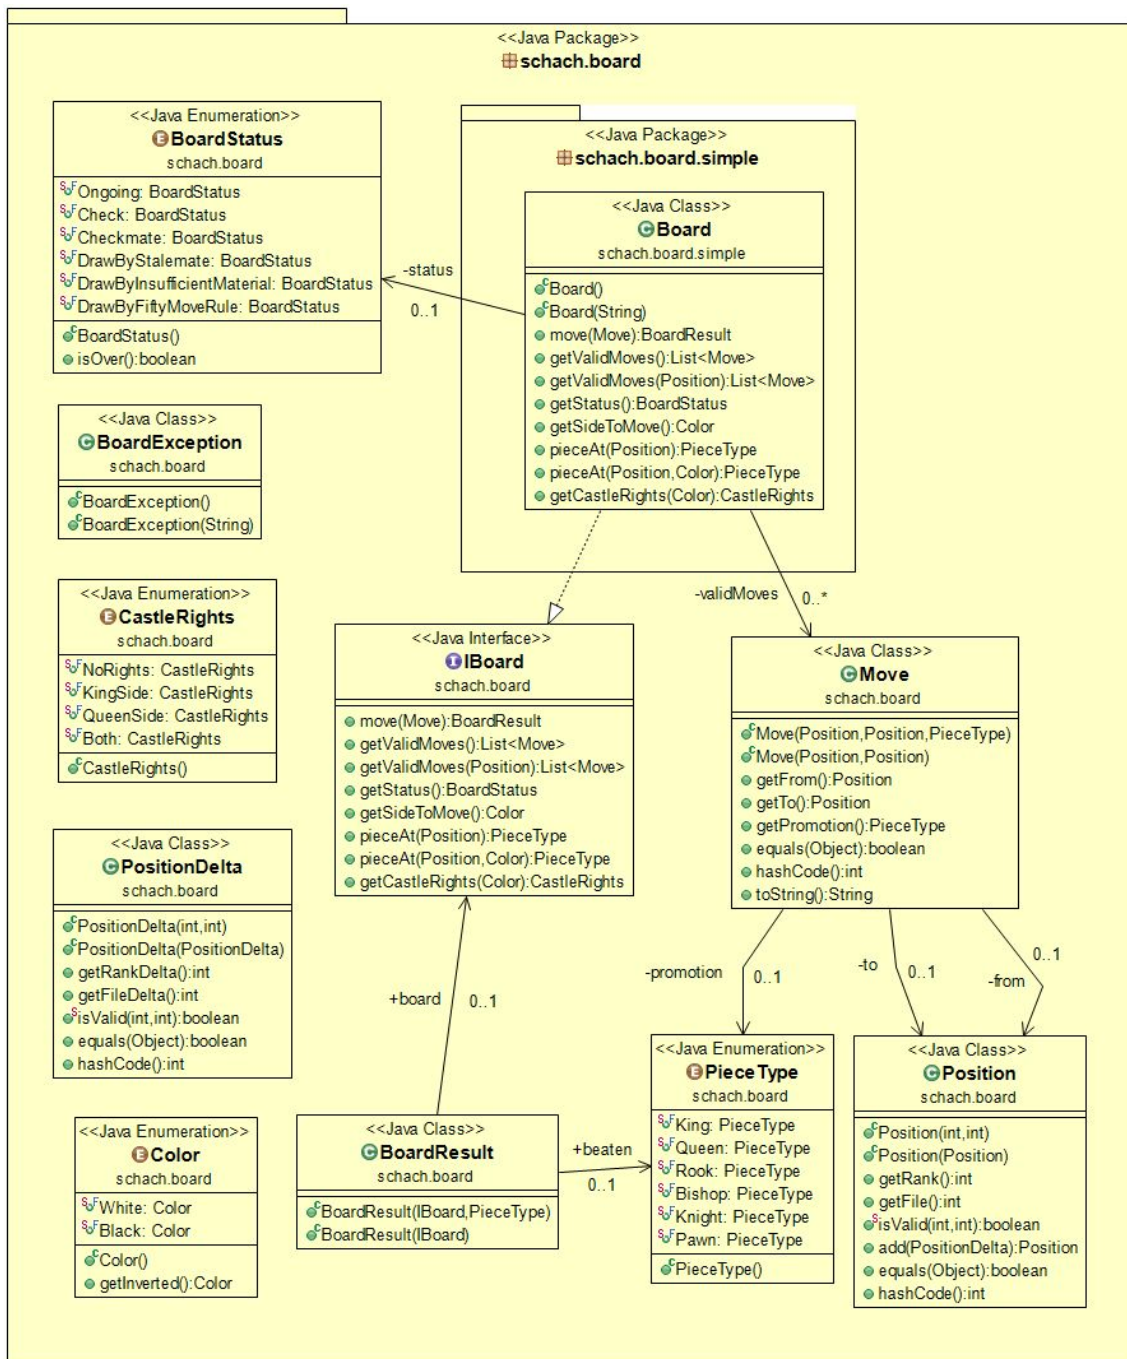 <<Java Package>>
schach.board
<<Java Enumeration>>
BoardStatus
schach.board
Ongoing: BoardStatus
Check: BoardStatus
Checkmate: BoardStatus
DrawByStalemate: BoardStatus
DrawByInsufficientMaterial: BoardStatus
DrawByFiftyMoveRule: BoardStatus
BoardStatus()
isOver():boolean
<<Java Package>>
schach.board.simple
<<Java Class>>
Board
schach.board.simple
Board()
Board(String)
move(Move):BoardResult
getValidMoves():List<Move>
getValidMoves(Position):List<Move>
getStatus():BoardStatus
getSideToMove():Color
pieceAt(Position):PieceType
pieceAt(Position,Color):PieceType
getCastleRights(Color):CastleRights
-status
0..1
<<Java Class>>
BoardException
schach.board
BoardException()
BoardException(String)
-validMoves
0..*
<<Java Enumeration>>
CastleRights
schach.board
NoRights: CastleRights
KingSide: CastleRights
QueenSide: CastleRights
Both: CastleRights
CastleRights()
<<Java Interface>>
IBoard
schach.board
move(Move):BoardResult
getValidMoves():List<Move>
getValidMoves(Position):List<Move>
getStatus():BoardStatus
getSideToMove():Color
pieceAt(Position):PieceType
pieceAt(Position,Color):PieceType
getCastleRights(Color):CastleRights
<<Java Class>>
Move
schach.board
Move(Position,Position,PieceType)
Move(Position,Position)
getFrom():Position
getTo():Position
getPromotion():PieceType
equals(Object):boolean
hashCode():int
toString():String
<<Java Class>>
PositionDelta
schach.board
PositionDelta(int,int)
PositionDelta(PositionDelta)
getRankDelta():int
getFileDelta():int
isValid(int,int):boolean
equals(Object):boolean
hashCode():int
+board
0..1
-promotion
0..1
-to
0..1
-from
0..1
<<Java Enumeration>>
Color
schach.board
White: Color
Black: Color
Color()
getInverted():Color
<<Java Class>>
BoardResult
schach.board
BoardResult(IBoard,PieceType)
BoardResult(IBoard)
+beaten
0..1
<<Java Enumeration>>
PieceType
schach.board
King: PieceType
Queen: PieceType
Rook: PieceType
Bishop: PieceType
Knight: PieceType
Pawn: PieceType
PieceType()
<<Java Class>>
Position
schach.board
Position(int,int)
Position(Position)
getRank():int
getFile():int
isValid(int,int):boolean
add(PositionDelta):Position
equals(Object):boolean
hashCode():int